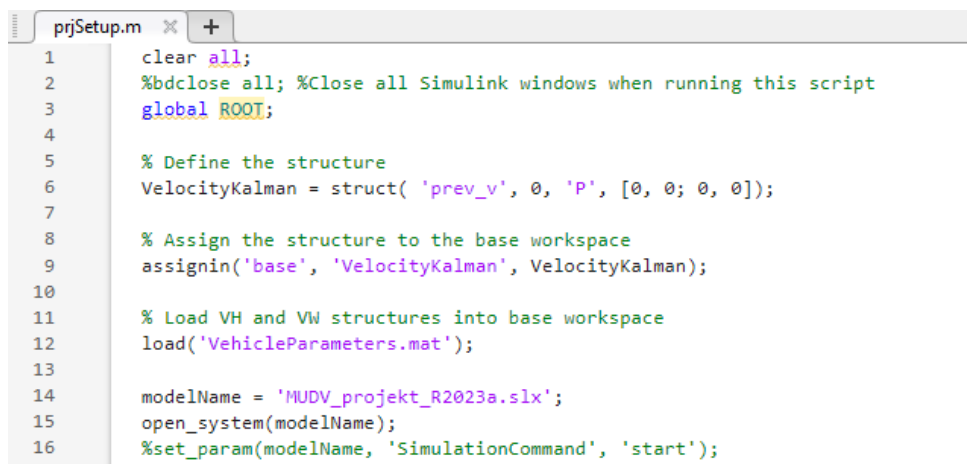 prjSetup.m × +
1 clear all;
2 %bdclose all; %Close all Simulink windows when running this script
3 global ROOT;
4
5 % Define the structure
6 VelocityKalman = struct( 'prev_v', 0, 'P', [0, 0; 0, 0]);
7
8 % Assign the structure to the base workspace
9 assignin('base', 'VelocityKalman', VelocityKalman);
10
11 % Load VH and VW structures into base workspace
12 load('VehicleParameters.mat');
13
14 modelName = 'MUDV_projekt_R2023a.slx';
15 open_system(modelName);
16 %set_param(modelName, 'SimulationCommand', 'start');